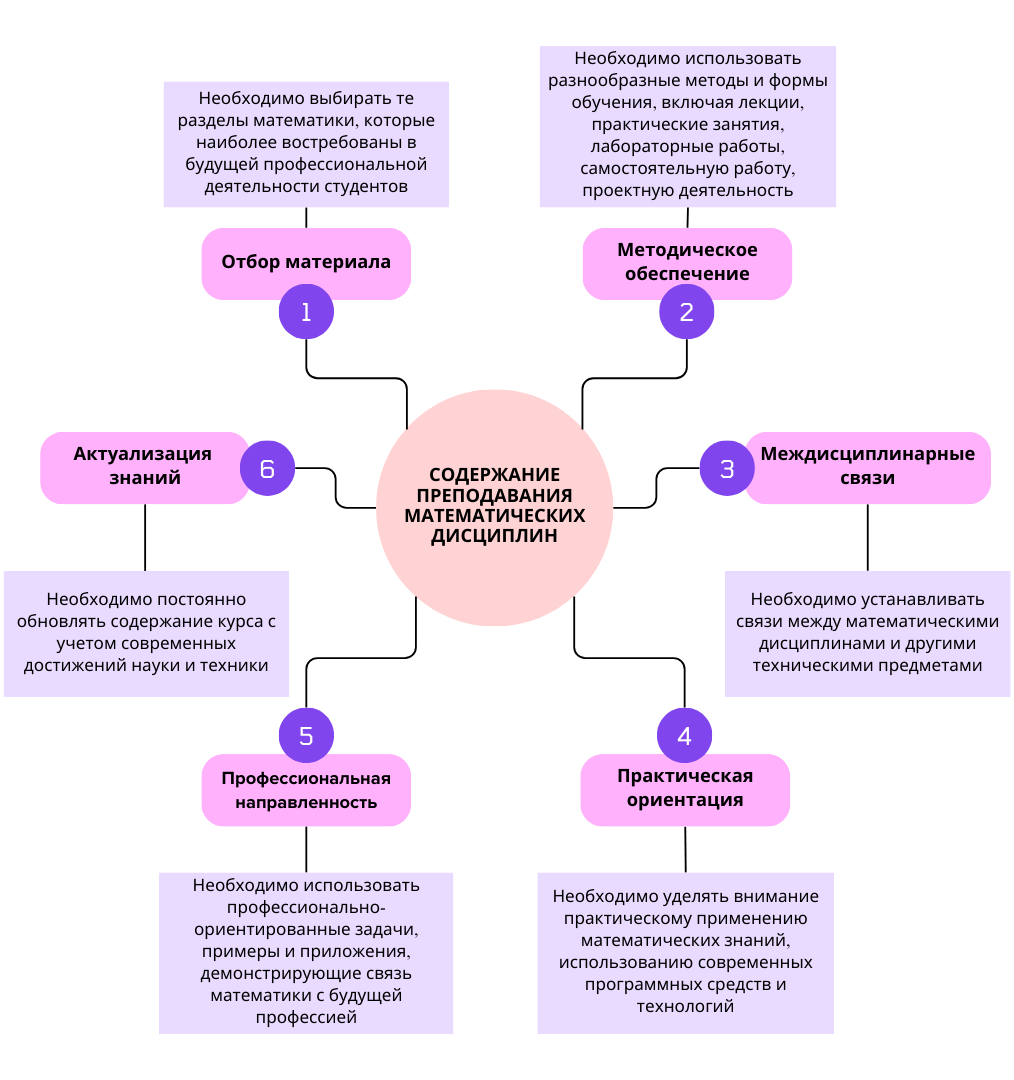 СОДЕРЖАНИЕ
ПРЕПОДАВАНИЯ
МАТЕМАТИЧЕСКИХ
ДИСЦИПЛИН
Необходимо выбирать те
разделы математики, которые
наиболее востребованы в
будущей профессиональной
деятельности студентов
Отбор материала
1
Необходимо использовать
разнообразные методы и формы
обучения, включая лекции,
практические занятия,
лабораторные работы,
самостоятельную работу,
проектную деятельность
Методическое
обеспечение
2
3
Междисциплинарные
связи
Необходимо устанавливать
связи между математическими
дисциплинами и другими
техническими предметами
4
Практическая
ориентация
Необходимо уделять внимание
практическому применению
математических знаний,
использованию современных
программных средств и
технологий
5
Профессиональная
направленность
Необходимо использовать
профессионально-
ориентированные задачи,
примеры и приложения,
демонстрирующие связь
математики с будущей
профессией
6
Актуализация
знаний
Необходимо постоянно
обновлять содержание курса с
учетом современных
достижений науки и техники